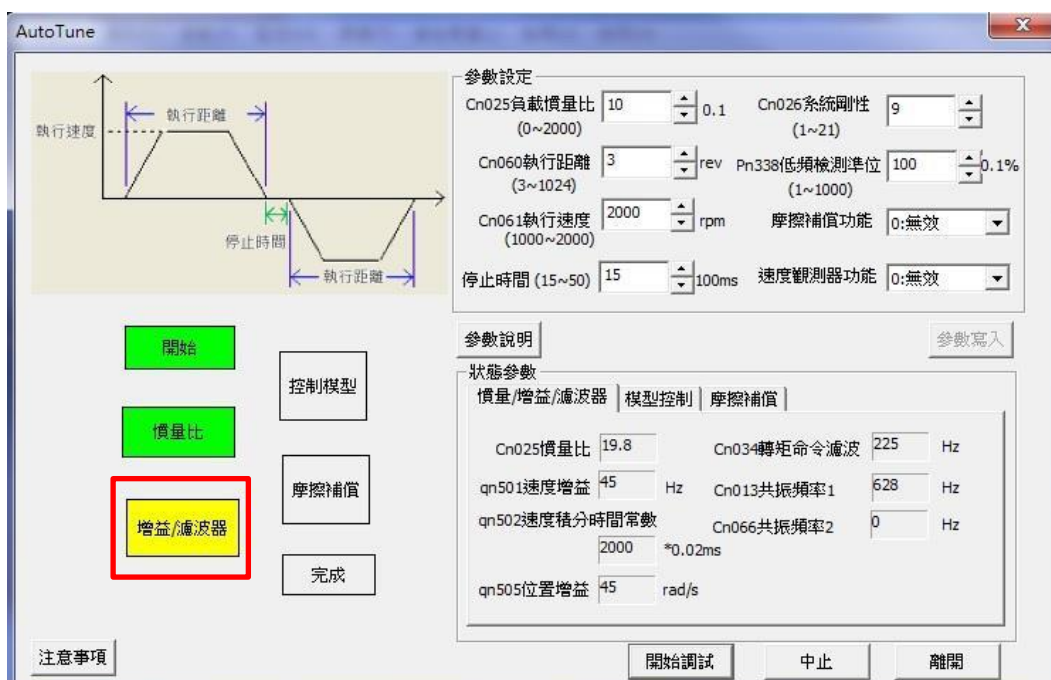 AutoTune
執行距離
執行速度
停止時間
執行距離
參數設定
Cn025負載慣量比 10 0.1 Cn026系統剛性 9
(0~2000) (1~21)
Cn060執行距離 3 rev Pn338低頻檢測準位 100 0.1%
(3~1024) (1~1000)
Cn061執行速度 2000 rpm 摩擦補償功能 0:無效
(1000~2000)
停止時間 (15~50) 15 100ms 速度觀測器功能 0:無效
參數說明 參數寫入
開始
慣量比
增益/濾波器
控制模型
摩擦補償
完成
狀態參數
慣量/增益/濾波器 模型控制 摩擦補償
Cn025慣量比 19.8 Cn034轉矩命令濾波 225 Hz
qn501速度增益 45 Hz Cn013共振頻率1 628 Hz
qn502速度積分時間常數 Cn066共振頻率2 0 Hz
2000 *0.02ms
qn505位置增益 45 rad/s
注意事項 開始調試 中止 離開